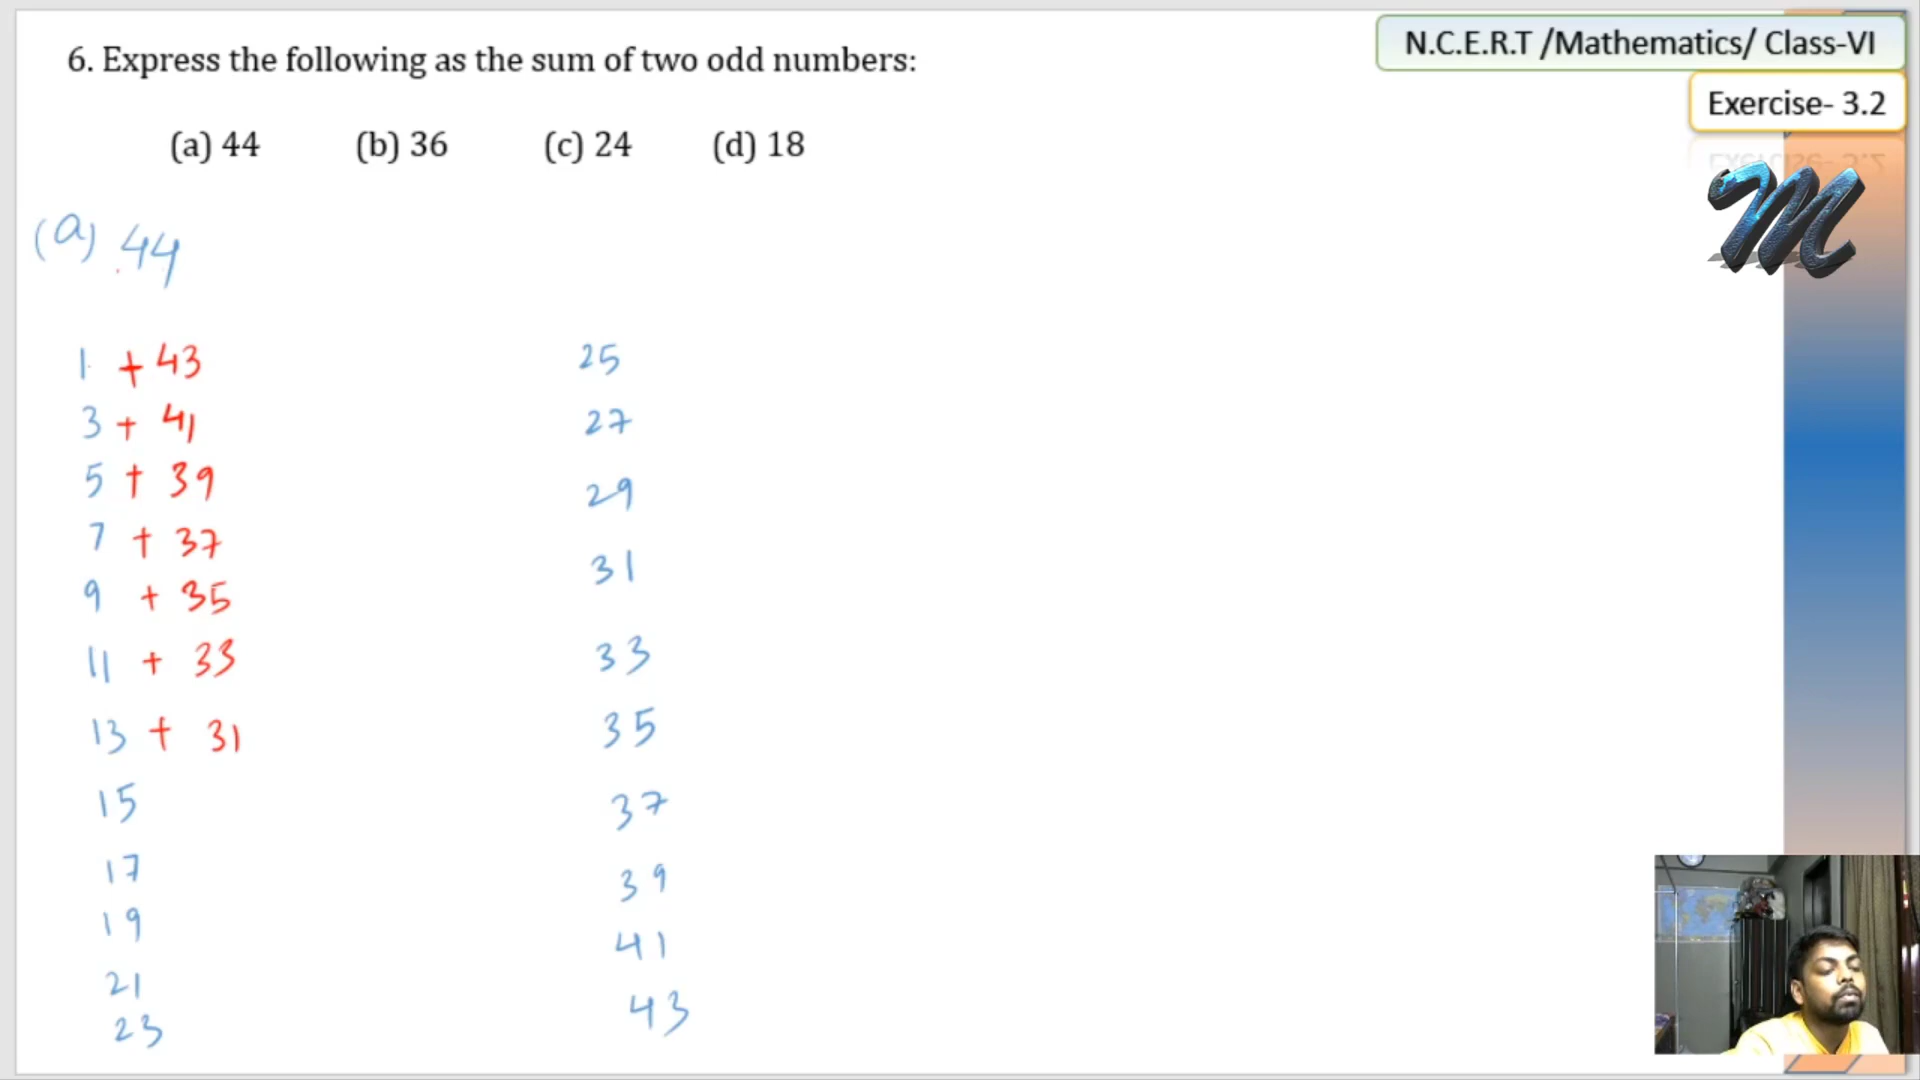 N.C.E.R.T /Mathematics/ Class-VI
Exercise- 3.2
6. Express the following as the sum of two odd numbers:
(a) 44 (b) 36 (c) 24 (d) 18
(a) 44
1 + 43
3 + 41
5 + 39
7 + 37
9 + 35
11 + 33
13 + 31
15
17
19
21
23
25
27
29
31
33
35
37
39
41
43
M